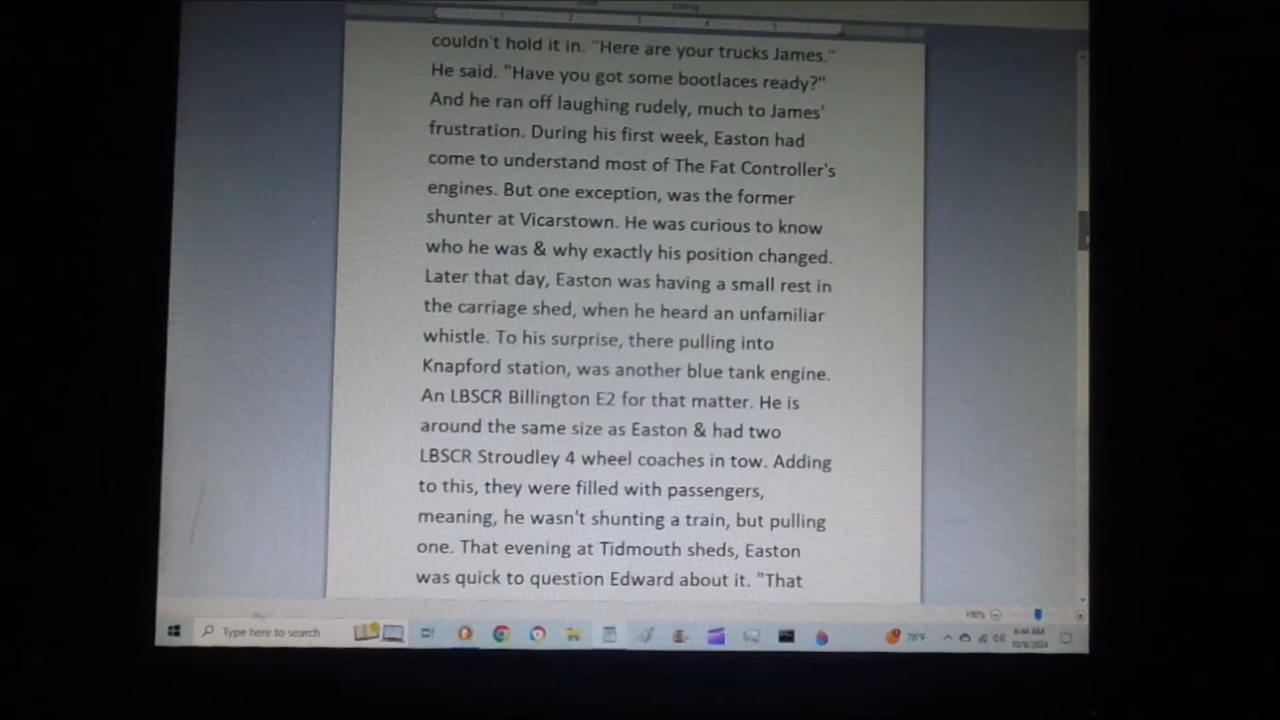 couldn't hold it in. "Here are your trucks James."
He said. "Have you got some bootlaces ready?"
And he ran off laughing rudely, much to James'
frustration. During his first week, Easton had
come to understand most of The Fat Controller's
engines. But one exception, was the former
shunter at Vicarstown. He was curious to know
who he was & why exactly his position changed.
Later that day, Easton was having a small rest in
the carriage shed, when he heard an unfamiliar
whistle. To his surprise, there pulling into
Knapford station, was another blue tank engine.
An LBSCR Billington E2 for that matter. He is
around the same size as Easton & had two
LBSCR Stroudley 4 wheel coaches in tow. Adding
to this, they were filled with passengers,
meaning, he wasn't shunting a train, but pulling
one. That evening at Tidmouth sheds, Easton
was quick to question Edward about it. "That
100%
Type here to search
78°F
6:44 AM